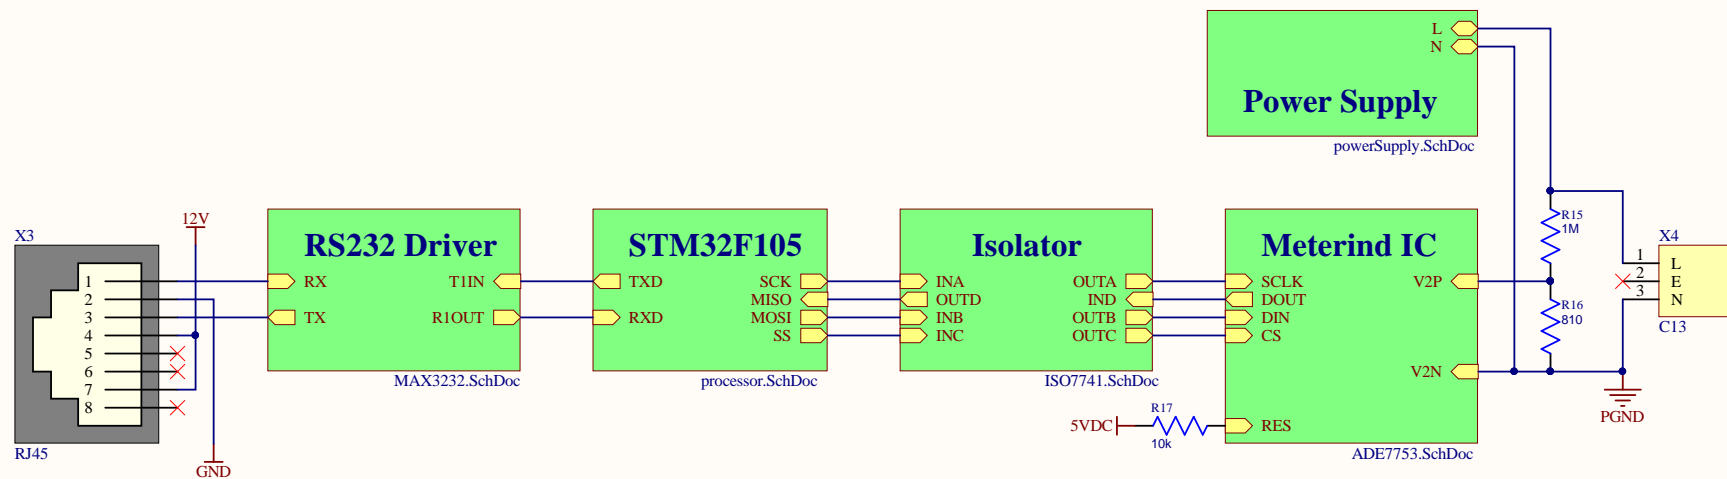 L
N
Power Supply
powerSupply.SchDoc
X3
12V
1
2
3
4
5
6
7
8
RJ45
GND
RS232 Driver
RX T1IN
TX R1OUT
MAX3232.SchDoc
STM32F105
TXD SCK
MISO
RXD MOSI
SS
processor.SchDoc
Isolator
INA OUTA
OUTD IND
INB OUTB
INC OUTC
ISO7741.SchDoc
Meterind IC
SCLK V2P
DOUT
DIN
CS
V2N
RES
ADE7753.SchDoc
5VDC
R17
10k
R15
1M
R16
810
X4
1 L
2 E
3 N
C13
PGND